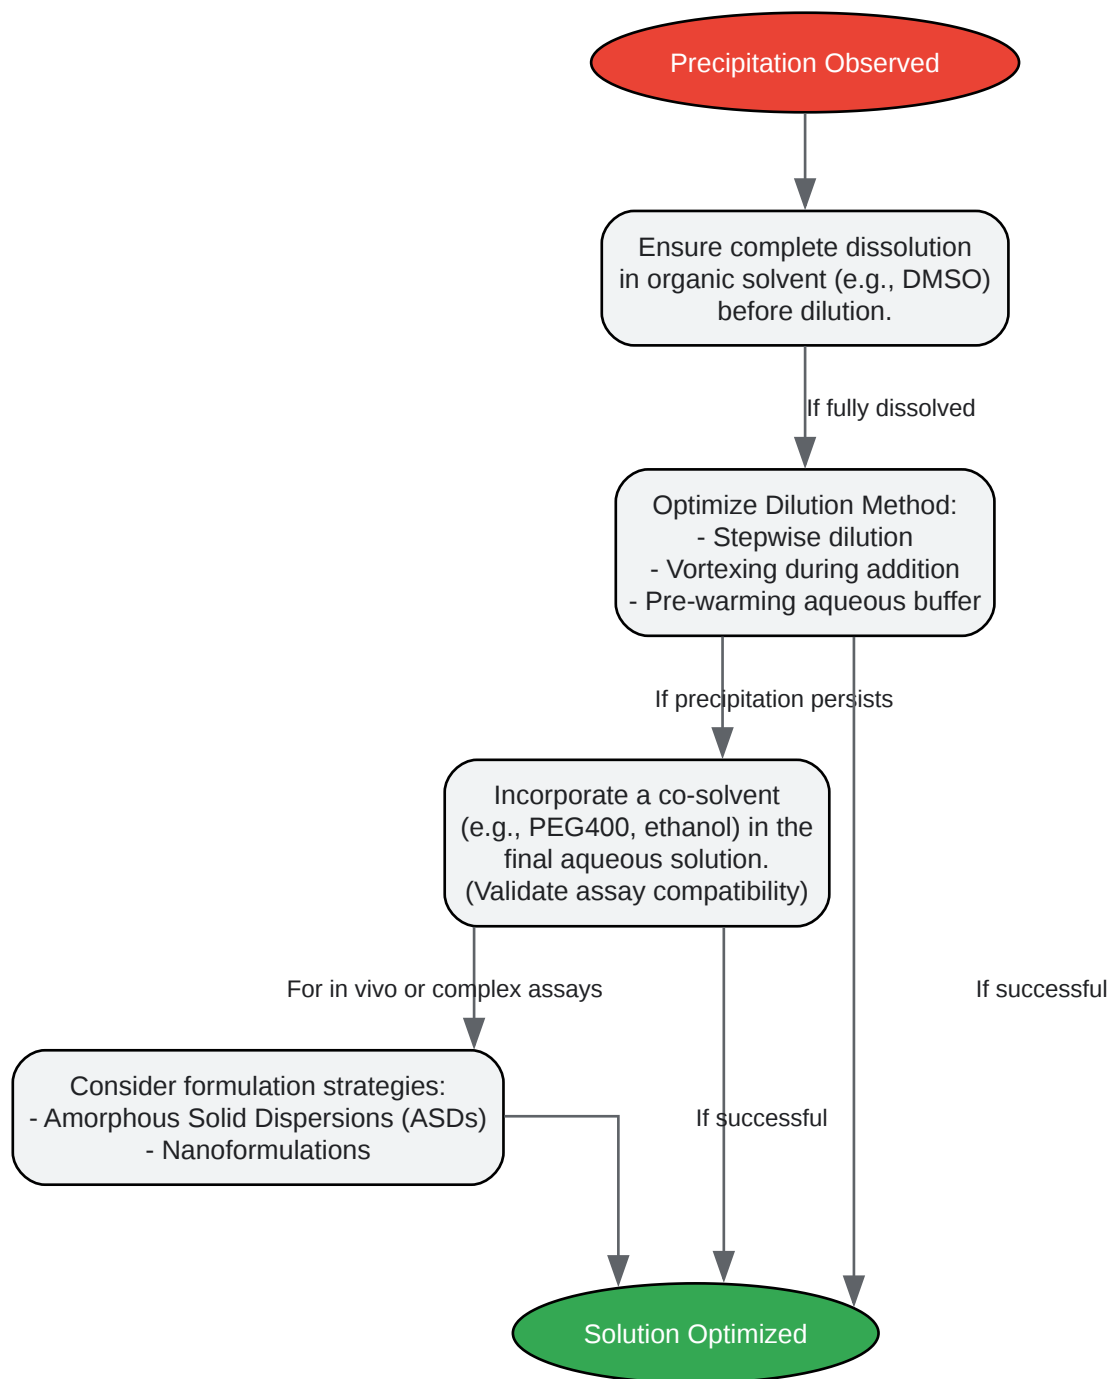 Precipitation Observed
Ensure complete dissolution
in organic solvent (e.g., DMSO)
before dilution.
If fully dissolved
Optimize Dilution Method:
- Stepwise dilution
- Vortexing during addition
- Pre-warming aqueous buffer
If precipitation persists
Incorporate a co-solvent
(e.g., PEG400, ethanol) in the
final aqueous solution.
(Validate assay compatibility)
For in vivo or complex assays
If successful
Consider formulation strategies:
- Amorphous Solid Dispersions (ASDs)
- Nanoformulations
If successful
Solution Optimized